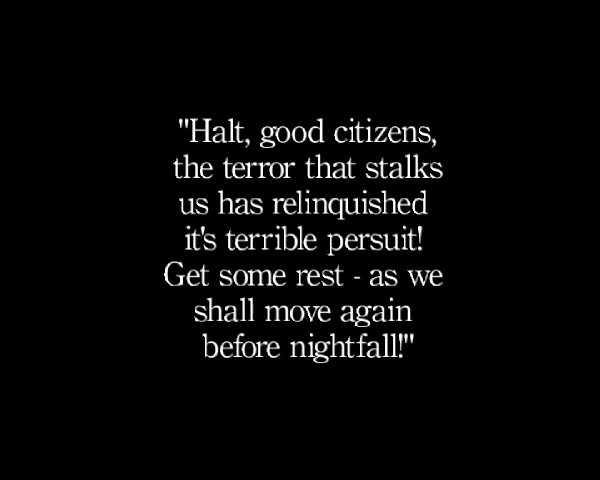 "Halt, good citizens,
the terror that stalks
us has relinquished
it's terrible persuit!
Get some rest - as we
shall move again
before nightfall!"